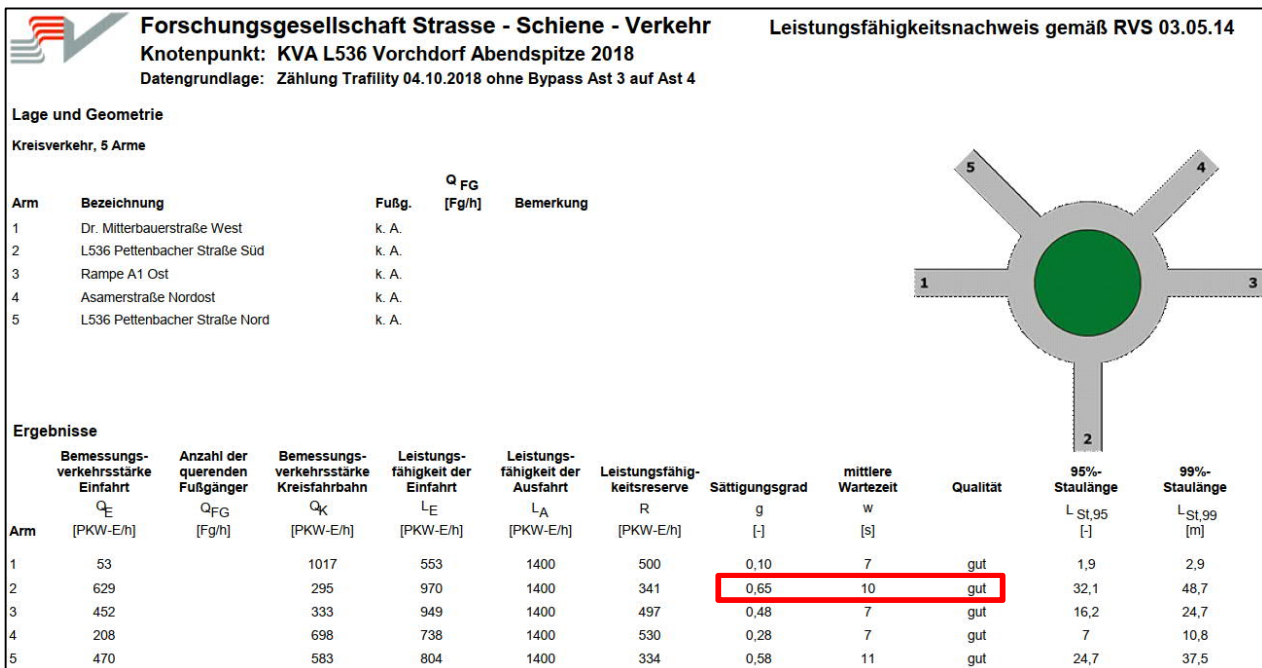 Forschungsgesellschaft Strasse - Schiene - Verkehr
Leistungsfähigkeitsnachweis gemäß RVS 03.05.14
Knotenpunkt: KVA L536 Vorchdorf Abendspitze 2018
Datengrundlage: Zählung Trafility 04.10.2018 ohne Bypass Ast 3 auf Ast 4
Lage und Geometrie
Kreisverkehr, 5 Arme
Q FG
Arm Bezeichnung Fußg. [Fg/h] Bemerkung
1 Dr. Mitterbauerstraße West k. A.
2 L536 Pettenbacher Straße Süd k. A.
3 Rampe A1 Ost k. A.
4 Asamerstraße Nordost k. A.
5 L536 Pettenbacher Straße Nord k. A.
5 4
1 3
2
Ergebnisse
Bemessungs- Anzahl der Bemessungs- Leistungs- Leistungs-
verkehrsstärke querenden verkehrsstärke fähigkeit der fähigkeit der Leistungsfähig- mittlere 95%- 99%-
Einfahrt Fußgänger Kreisfahrbahn Einfahrt Ausfahrt keitsreserve Sättigungsgrad Wartezeit Qualität Staulänge Staulänge
QE QFG QK LE LA R g w L St,95 L St,99
Arm [PKW-E/h] [Fg/h] [PKW-E/h] [PKW-E/h] [PKW-E/h] [PKW-E/h] [-] [s] [-] [m]
1 53 1017 553 1400 500 0,10 7 gut 1,9 2,9
2 629 295 970 1400 341 0,65 10 gut 32,1 48,7
3 452 333 949 1400 497 0,48 7 gut 16,2 24,7
4 208 698 738 1400 530 0,28 7 gut 7 10,8
5 470 583 804 1400 334 0,58 11 gut 24,7 37,5